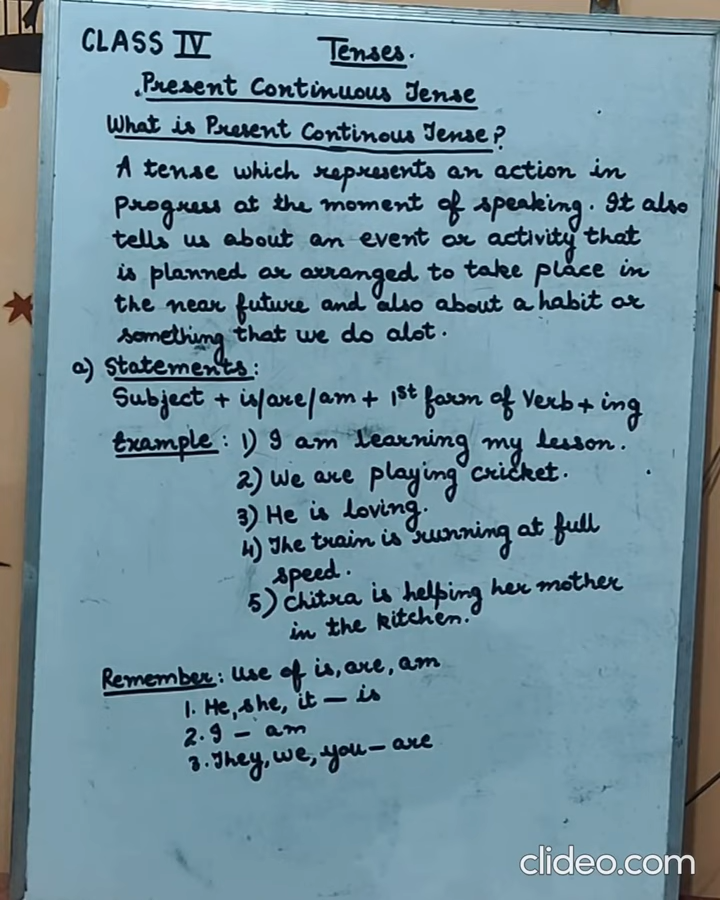 CLASS IV Tenses.
Present Continuous Tense
What is Present Continous Tense?
A tense which represents an action in
progress at the moment of speaking. It also
tells us about an event or activity that
is planned or arranged to take place in
the near future and also about a habit or
something that we do alot.
a) Statements:
Subject + is/are/am + 1st form of Verb + ing
Example: 1) I am learning my lesson.
2) We are playing cricket.
3) He is loving.
4) The train is running at full
speed.
5) Chitra is helping her mother
in the kitchen.
Remember: Use of is, are, am
1. He, she, it – is
2. I – am
3. They, we, you – are
clideo.com